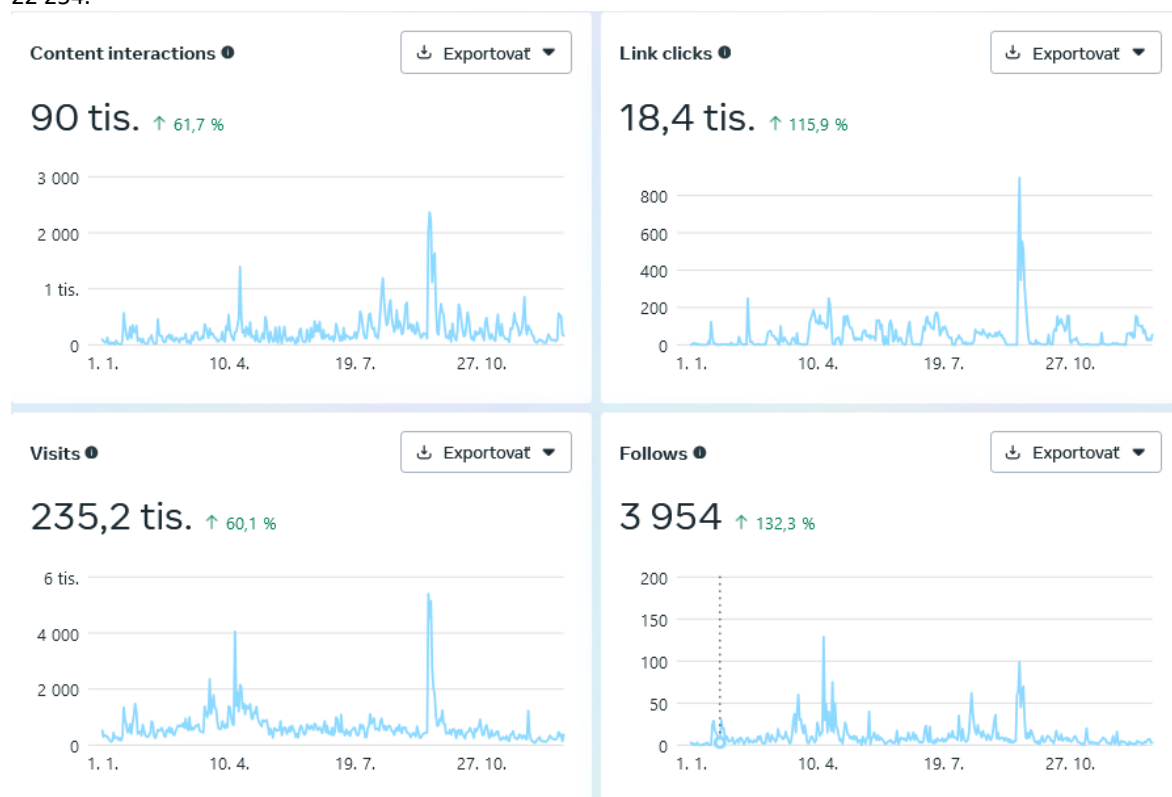 22 254.
Content interactions
Exportovať
90 tis. ↑ 61,7 %
3 000
2 000
1 tis.
0
1. 1. 10. 4. 19. 7. 27. 10.
Link clicks
Exportovať
18,4 tis. ↑ 115,9 %
800
600
400
200
0
1. 1. 10. 4. 19. 7. 27. 10.
Visits
Exportovať
235,2 tis. ↑ 60,1 %
6 tis.
4 000
2 000
0
1. 1. 10. 4. 19. 7. 27. 10.
Follows
Exportovať
3 954 ↑ 132,3 %
200
150
100
50
0
1. 1. 10. 4. 19. 7. 27. 10.